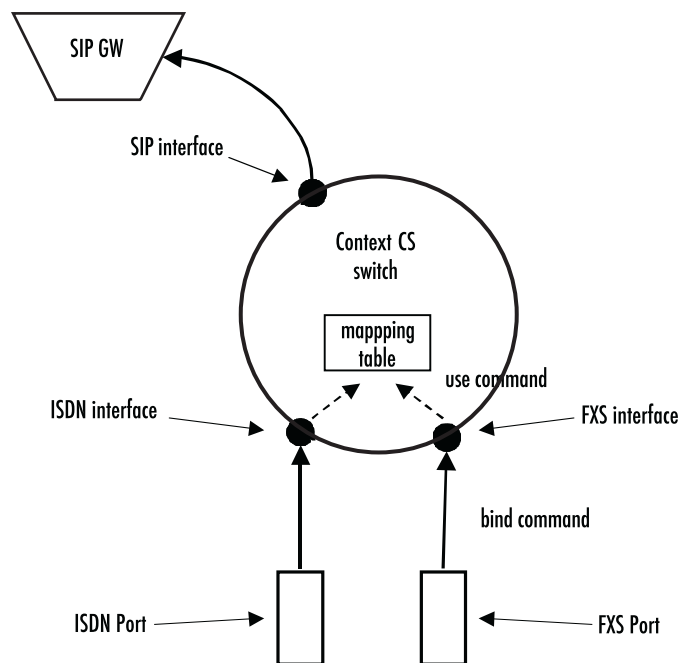 SIP GW
SIP interface
Context CS
switch
mappping
table
use command
ISDN interface
FXS interface
bind command
ISDN Port
FXS Port